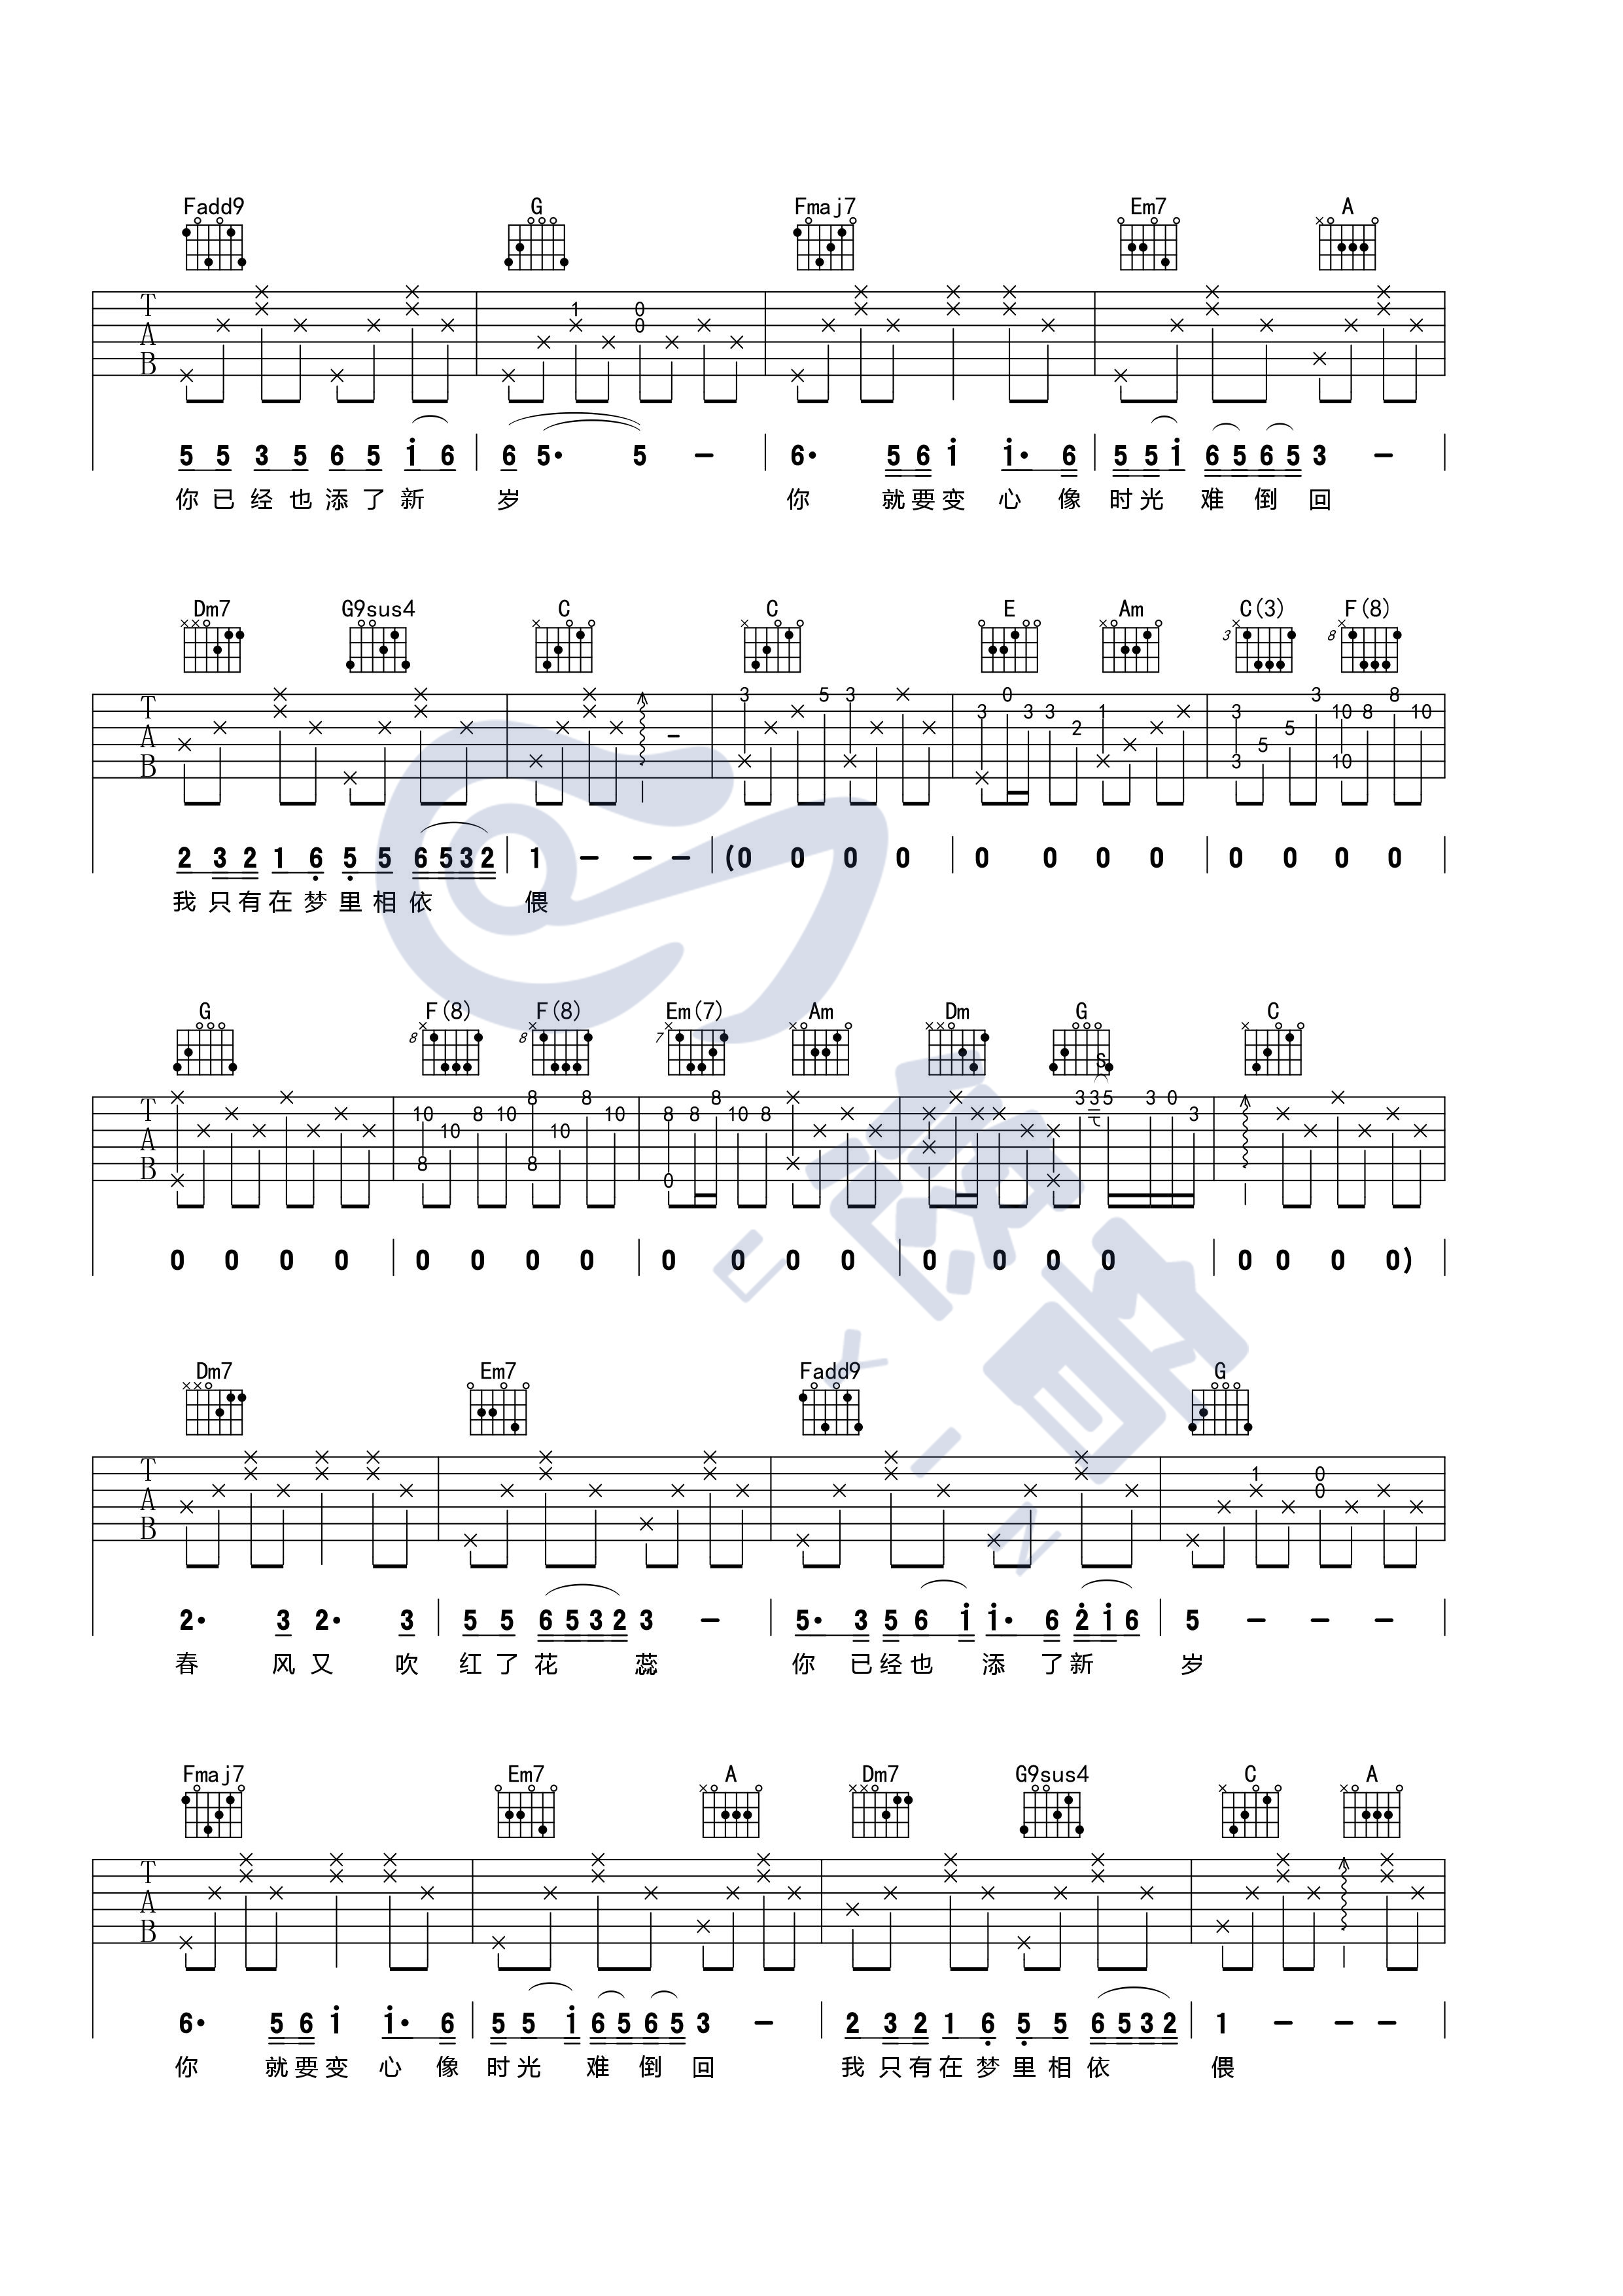 Fadd9 G Fmaj7 Em7 A
T 1 0
A 0
B
5 5 3 5 6 5 i 6 | 6 5· 5 – | 6· 5 6 i i· 6 | 5 5 i 6 5 6 5 3 –
你已经也添了新 岁 你 就要变 心 像 时光 难 倒 回
Dm7 G9sus4 C C E Am C(3) F(8)
3 3
T 3 5 3 0 3 8
3 3 3 1 3 10 8 10
A 2 5
5
B 3 10
2 3 2 1 6 5 5 6 5 3 2 | 1 – – – | (0 0 0 0 | 0 0 0 0 | 0 0 0 0
我只有在梦里相依 偎
G F(8) F(8) Em(7) Am Dm G C
8 8 7
S
8 8 8 3 3 5 3 0
10 8 10 10 8 8 10 8 3
10 10
8 8
0
0 0 0 0 | 0 0 0 0 | 0 0 0 0 | 0 0 0 0 | 0 0 0 0)
Dm7 Em7 Fadd9 G
T 1 0
A 0
B
2· 3 2· 3 | 5 5 6 5 3 2 3 – | 5· 3 5 6 i i· 6 2 i 6 | 5 – – –
春 风又 吹 红了花 蕊 你 已经也 添 了新 岁
Fmaj7 Em7 A Dm7 G9sus4 C A
T
A
B
6· 5 6 i i· 6 | 5 5 i 6 5 6 5 3 – | 2 3 2 1 6 5 5 6 5 3 2 | 1 – – –
你 就要变 心 像 时光 难 倒 回 我只有在梦里相依 偎